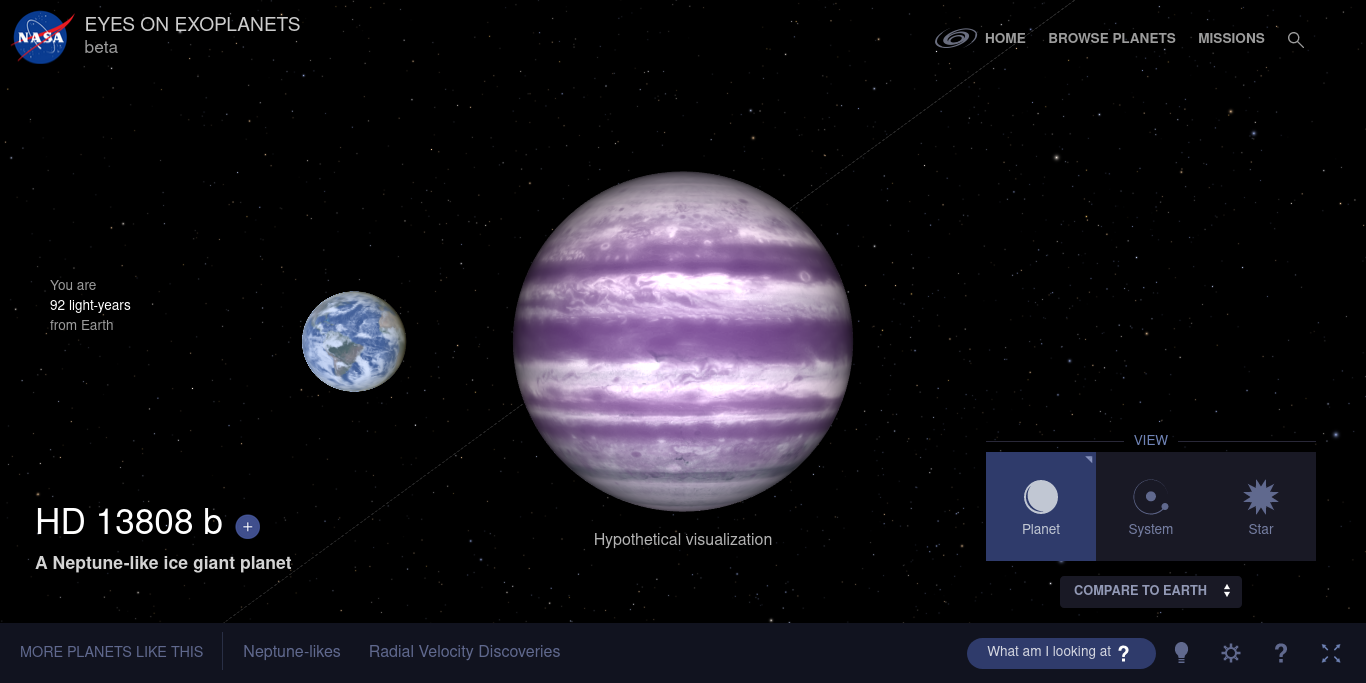 NASA
EYES ON EXOPLANETS
beta
HOME
BROWSE PLANETS
MISSIONS
You are
92 light-years
from Earth
HD 13808 b +
A Neptune-like ice giant planet
Hypothetical visualization
VIEW
Planet
System
Star
COMPARE TO EARTH
MORE PLANETS LIKE THIS
Neptune-likes
Radial Velocity Discoveries
What am I looking at ?
?